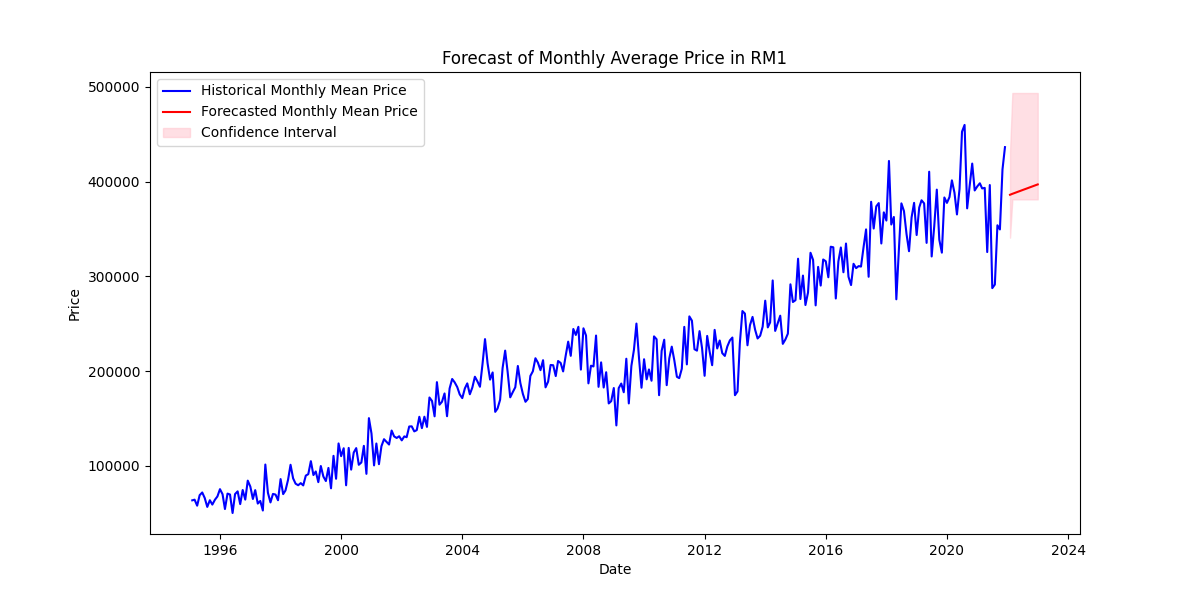 Forecast of Monthly Average Price in RM1
Historical Monthly Mean Price
Forecasted Monthly Mean Price
Confidence Interval
500000
400000
300000
200000
100000
Price
1996 2000 2004 2008 2012 2016 2020 2024
Date